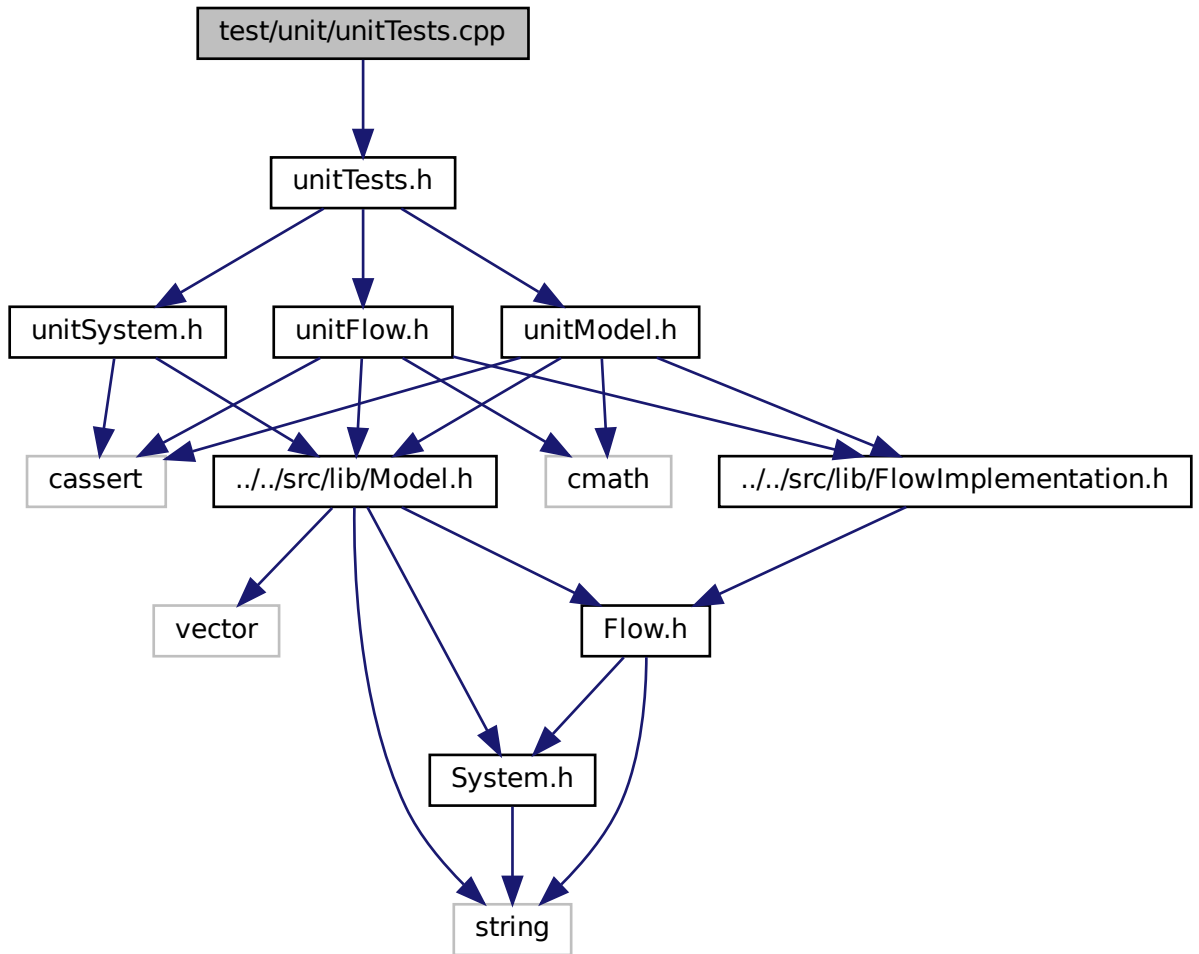 test/unit/unitTests.cpp
unitTests.h
unitSystem.h
unitFlow.h
unitModel.h
cassert
../../src/lib/Model.h
cmath
../../src/lib/FlowImplementation.h
vector
Flow.h
System.h
string